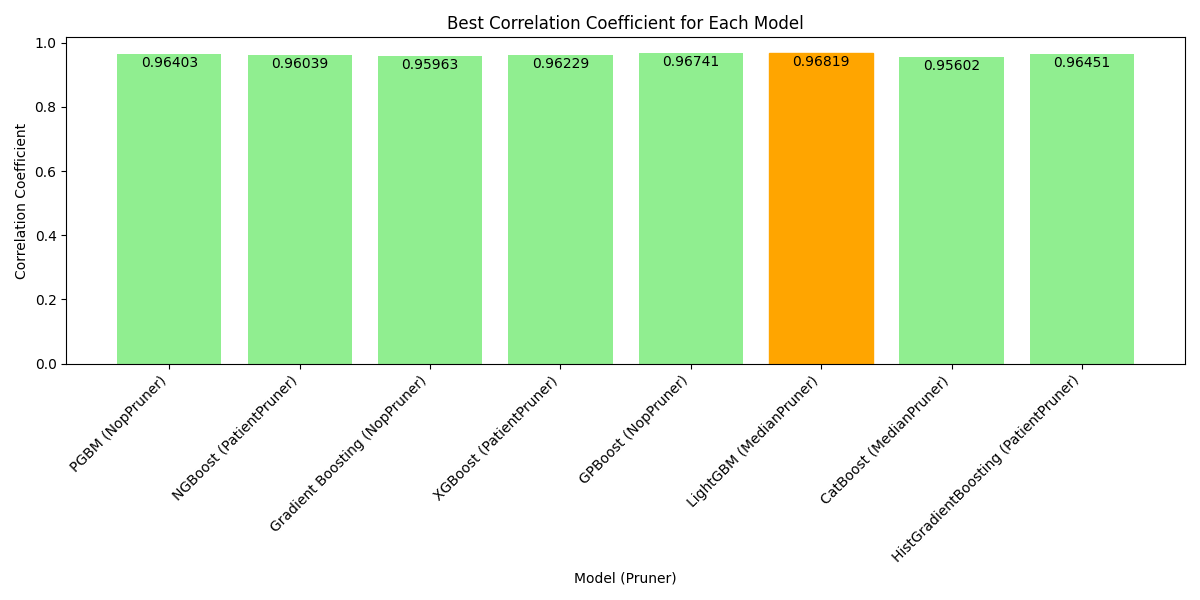 Best Correlation Coefficient for Each Model
Correlation Coefficient
1.0
0.8
0.6
0.4
0.2
0.0
0.96403
0.96039
0.95963
0.96229
0.96741
0.96819
0.95602
0.96451
PGBM (NopPruner)
NGBoost (PatientPruner)
Gradient Boosting (NopPruner)
XGBoost (PatientPruner)
GPBoost (NopPruner)
LightGBM (MedianPruner)
CatBoost (MedianPruner)
HistGradientBoosting (PatientPruner)
Model (Pruner)